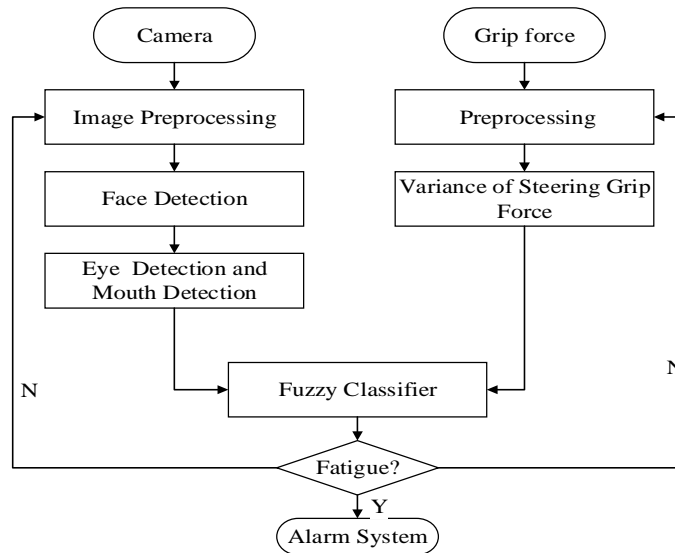 Camera
Grip force
Image Preprocessing
Preprocessing
Face Detection
Variance of Steering Grip
Force
Eye Detection and
Mouth Detection
Fuzzy Classifier
N
N
Fatigue?
Y
Alarm System